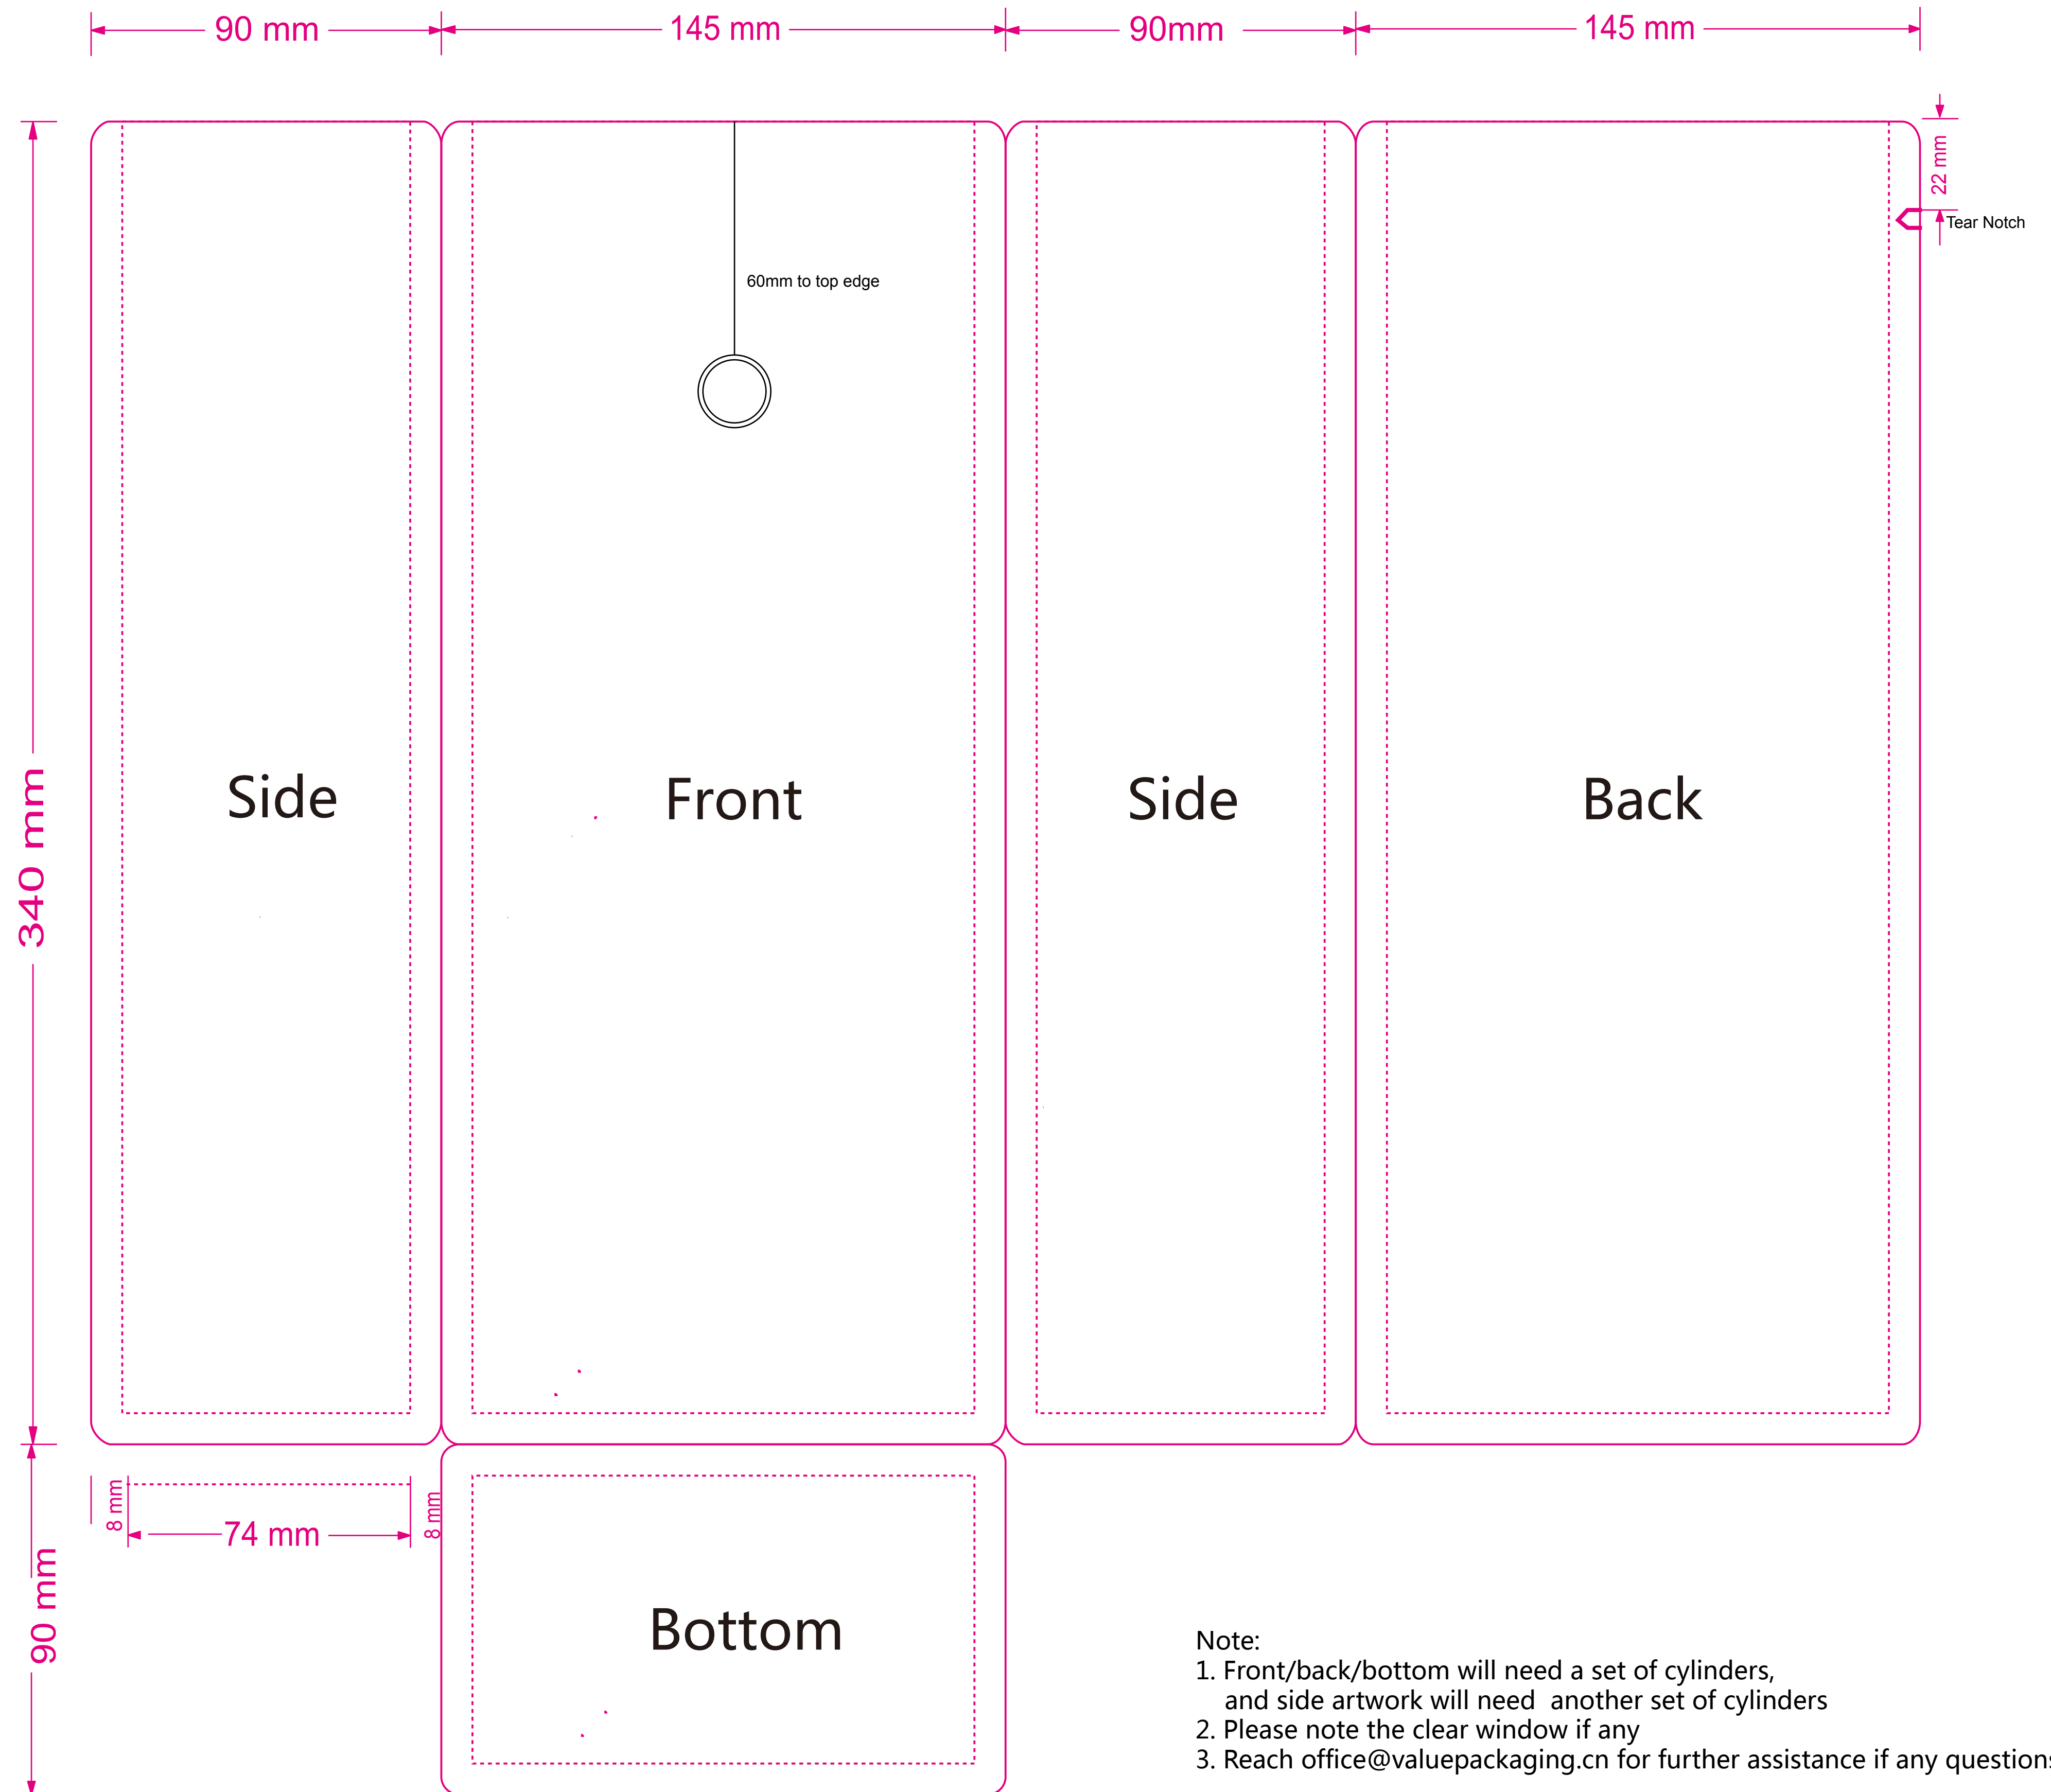 90 mm
145 mm
90mm
145 mm
22 mm
Tear Notch
60mm to top edge
340 mm
Side
Front
Side
Back
8 mm
74 mm
8 mm
90 mm
Bottom
Note:
1. Front/back/bottom will need a set of cylinders,
and side artwork will need another set of cylinders
2. Please note the clear window if any
3. Reach office@valuepackaging.cn for further assistance if any questions